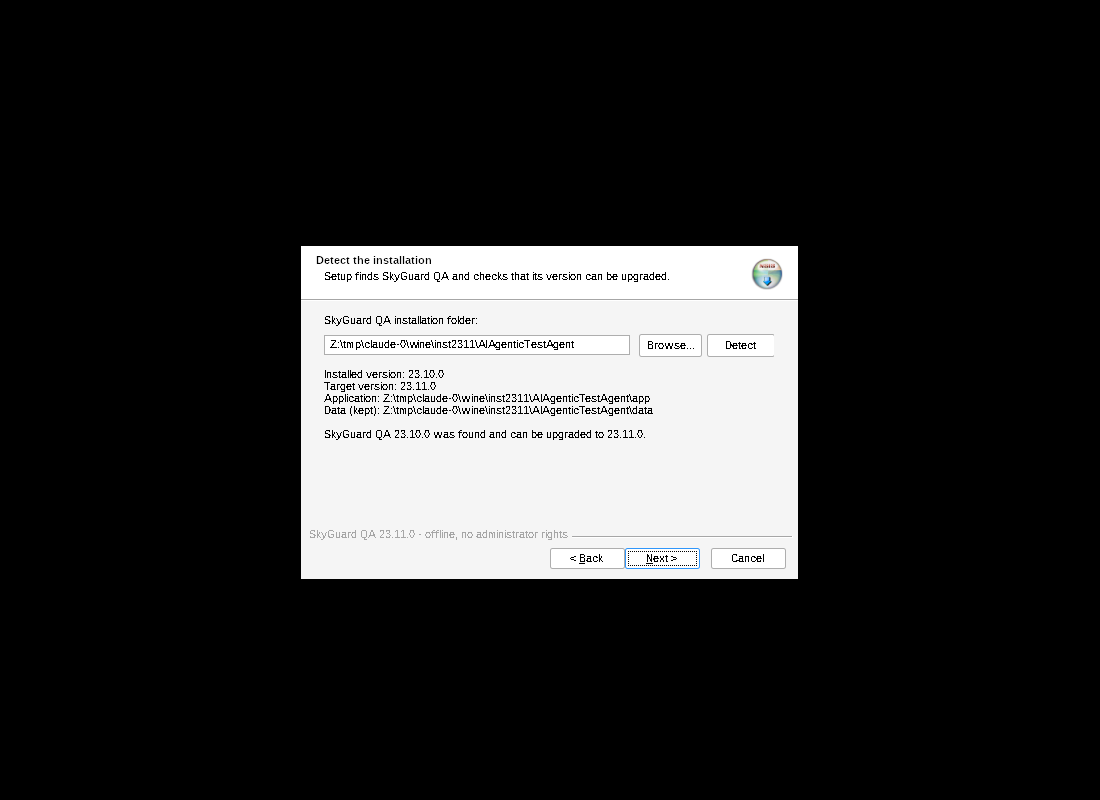 Detect the installation
Setup finds SkyGuard QA and checks that its version can be upgraded.
SkyGuard QA installation folder:
Z:\tmp\claude-0\wine\inst2311\AIAgenticTestAgent
Browse...
Detect
Installed version: 23.10.0
Target version: 23.11.0
Application: Z:\tmp\claude-0\wine\inst2311\AIAgenticTestAgent\app
Data (kept): Z:\tmp\claude-0\wine\inst2311\AIAgenticTestAgent\data
SkyGuard QA 23.10.0 was found and can be upgraded to 23.11.0.
SkyGuard QA 23.11.0 - offline, no administrator rights
< Back
Next >
Cancel